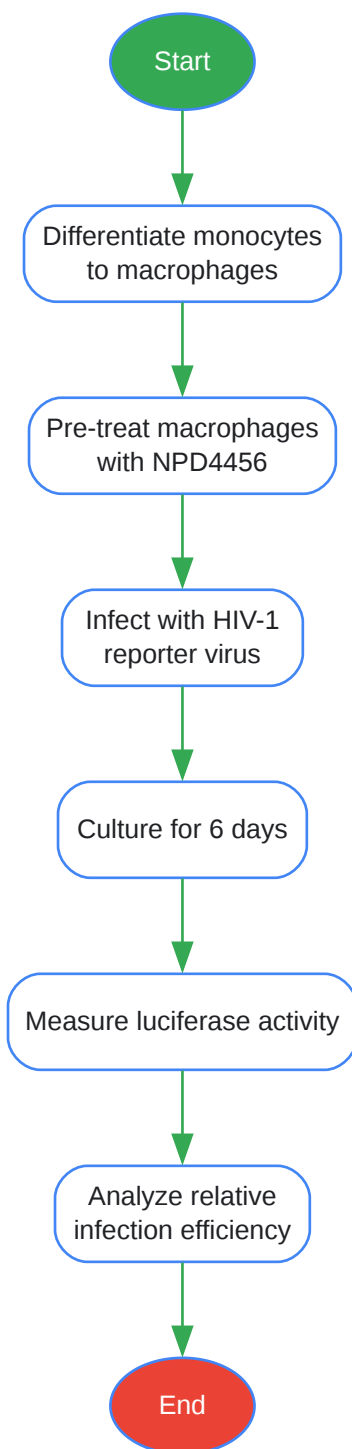 Start
Differentiate monocytes
to macrophages
Pre-treat macrophages
with NPD4456
Infect with HIV-1
reporter virus
Culture for 6 days
Measure luciferase activity
Analyze relative
infection efficiency
End